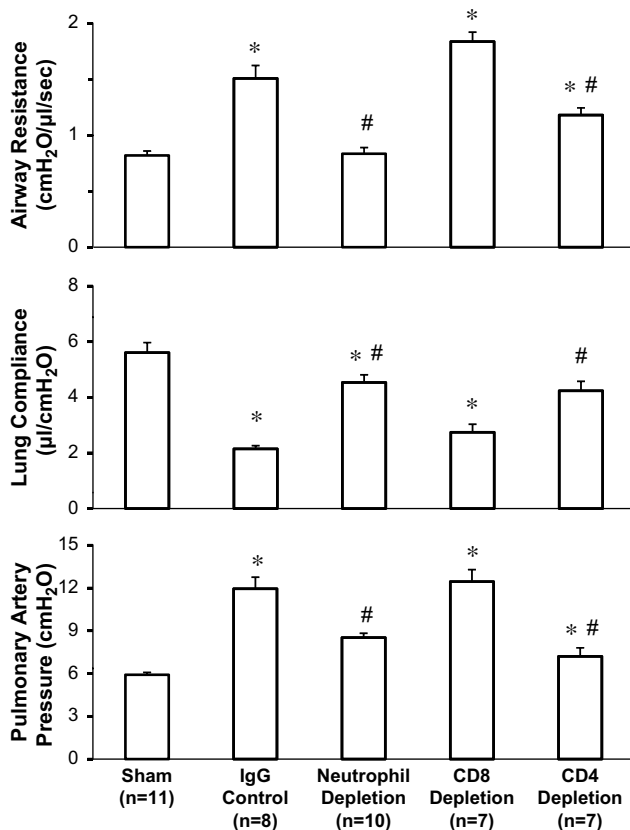 Airway Resistance
(cmH₂O/µl/sec)
2
1
0
*
#
*
* #
Lung Compliance
(µl/cmH₂O)
8
6
4
2
0
*
* #
*
#
Pulmonary Artery
Pressure (cmH₂O)
15
12
9
6
3
0
*
#
*
* #
Sham
(n=11)
IgG
Control
(n=8)
Neutrophil
Depletion
(n=10)
CD8
Depletion
(n=7)
CD4
Depletion
(n=7)